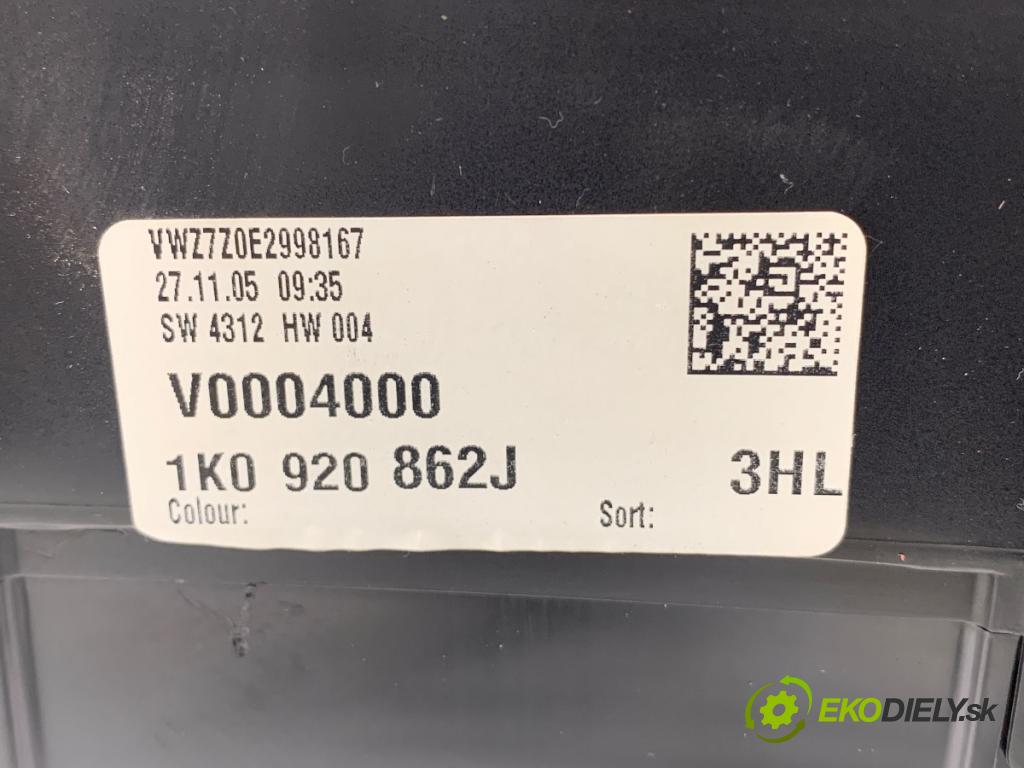 VWZ7Z0E2998167
27.11.05 09:35
SW 4312 HW 004
V0004000
1K0 920 862J 3HL
Colour: Sort:
EKODIELY.sk